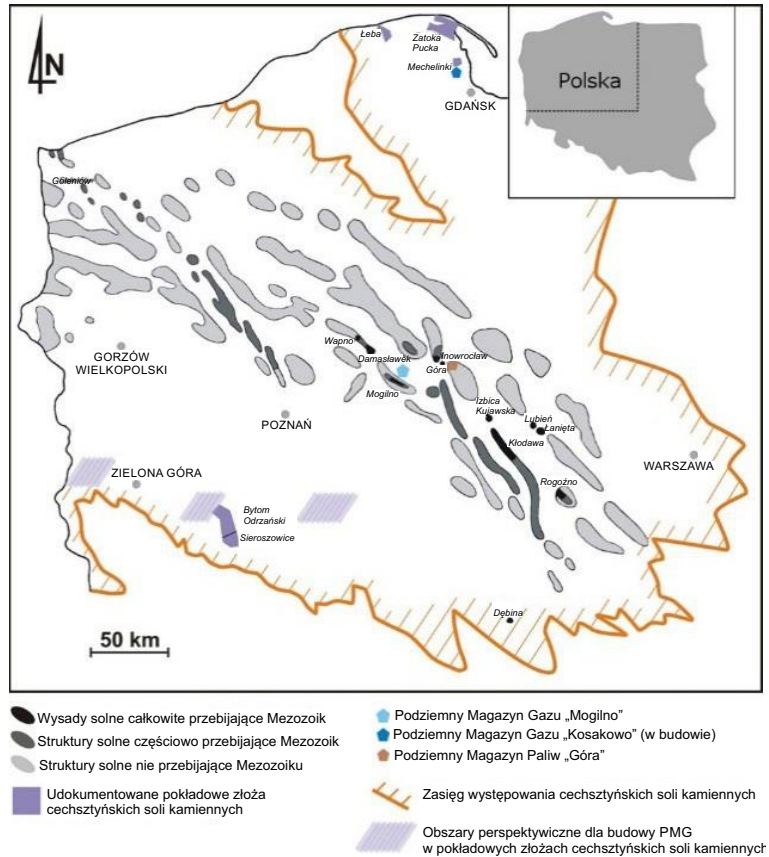 Łeba
Zatoka
Pucka
Mechelinki
GDAŃSK
Polska
N
Goleniów
GORZÓW
WIELKOPOLSKI
Wapno
Damasławek
Inowrocław
Góra
Mogilno
POZNAŃ
Izbica
Kujawska
Lubień
Łanięta
Kłodawa
WARSZAWA
ZIELONA GÓRA
Rogoźno
Bytom
Odrzański
Sieroszowice
Dębina
50 km
Wysady solne całkowite przebijające Mezozoik
Struktury solne częściowo przebijające Mezozoik
Struktury solne nie przebijające Mezozoiku
Udokumentowane pokładowe złoża
cechsztyńskich soli kamiennych
Podziemny Magazyn Gazu „Mogilno”
Podziemny Magazyn Gazu „Kosakowo” (w budowie)
Podziemny Magazyn Paliw „Góra”
Zasięg występowania cechsztyńskich soli kamiennych
Obszary perspektywiczne dla budowy PMG
w pokładowych złożach cechsztyńskich soli kamiennych